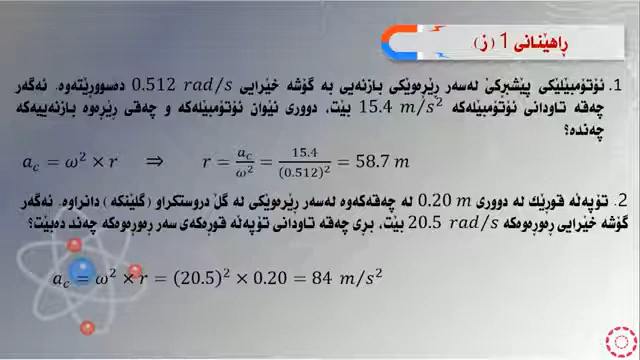 ڕاهێنانی 1 (ز)
1. ئۆتۆمبێلێکی پێشبڕکێ لەسەر ڕێڕەوێکی بازنەیی بە گۆشە خێرایی 0.512 rad/s دەسووڕێتەوە. ئەگەر
چەقە تاودانی ئۆتۆمبێلەکە 15.4 m/s² بێت، دووری نێوان ئۆتۆمبێلەکە و چەقی ڕێڕەوە بازنەییەکە
چەندە؟
a_c = ω² × r ⇒ r = a_c/ω² = 15.4/(0.512)² = 58.7 m
2. تۆپەڵە قوڕێك لە دووری 0.20 m لە چەقەکەوە لەسەر ڕێڕەوێکی لە گڵ دروستکراو (گلێنکە) دانراوە. ئەگەر
گۆشە خێرایی ڕەوڕەوەکە 20.5 rad/s بێت، بڕی چەقە تاودانی تۆپەڵە قوڕەکەی سەر ڕەوڕەوەکە چەند دەبێت؟
a_c = ω² × r = (20.5)² × 0.20 = 84 m/s²